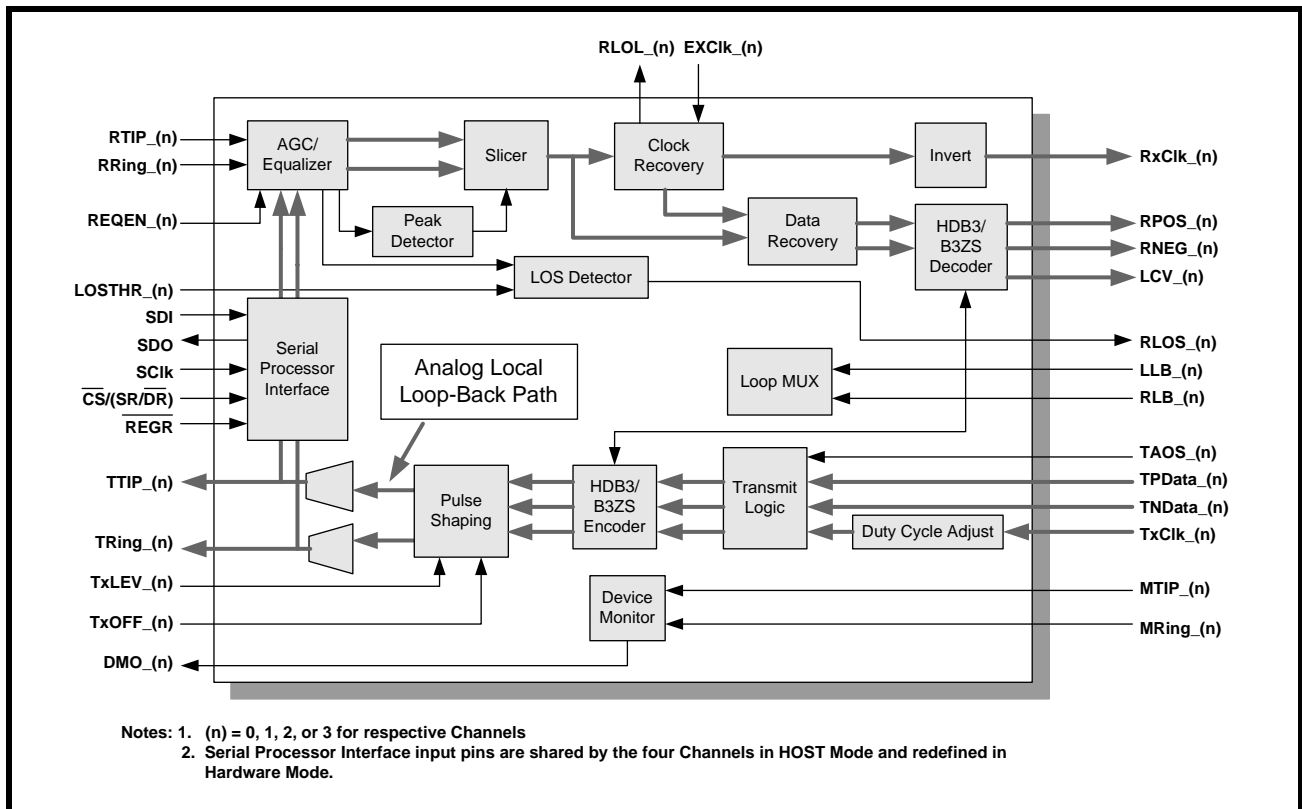 RLOL_(n) EXClk_(n)
RTIP_(n)
RRing_(n)
REQEN_(n)
LOSTHR_(n)
SDI
SDO
SClk
C̅S̅/(SR/D̅R̅)
R̅E̅G̅R̅
TTIP_(n)
TRing_(n)
TxLEV_(n)
TxOFF_(n)
DMO_(n)
AGC/
Equalizer
Slicer
Clock
Recovery
Invert
Peak
Detector
Data
Recovery
HDB3/
B3ZS
Decoder
LOS Detector
Serial
Processor
Interface
Analog Local
Loop-Back Path
Loop MUX
Pulse
Shaping
HDB3/
B3ZS
Encoder
Transmit
Logic
Duty Cycle Adjust
Device
Monitor
RxClk_(n)
RPOS_(n)
RNEG_(n)
LCV_(n)
RLOS_(n)
LLB_(n)
RLB_(n)
TAOS_(n)
TPData_(n)
TNData_(n)
TxClk_(n)
MTIP_(n)
MRing_(n)
Notes: 1. (n) = 0, 1, 2, or 3 for respective Channels
2. Serial Processor Interface input pins are shared by the four Channels in HOST Mode and redefined in
Hardware Mode.